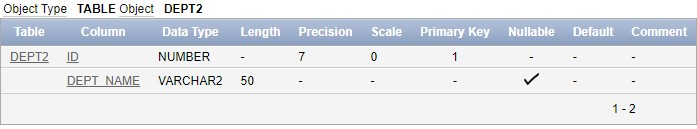 Object Type TABLE Object DEPT2
Table Column Data Type Length Precision Scale Primary Key Nullable Default Comment
DEPT2 ID NUMBER - 7 0 1 - - -
DEPT_NAME VARCHAR2 50 - - - ✓ - -
1 - 2